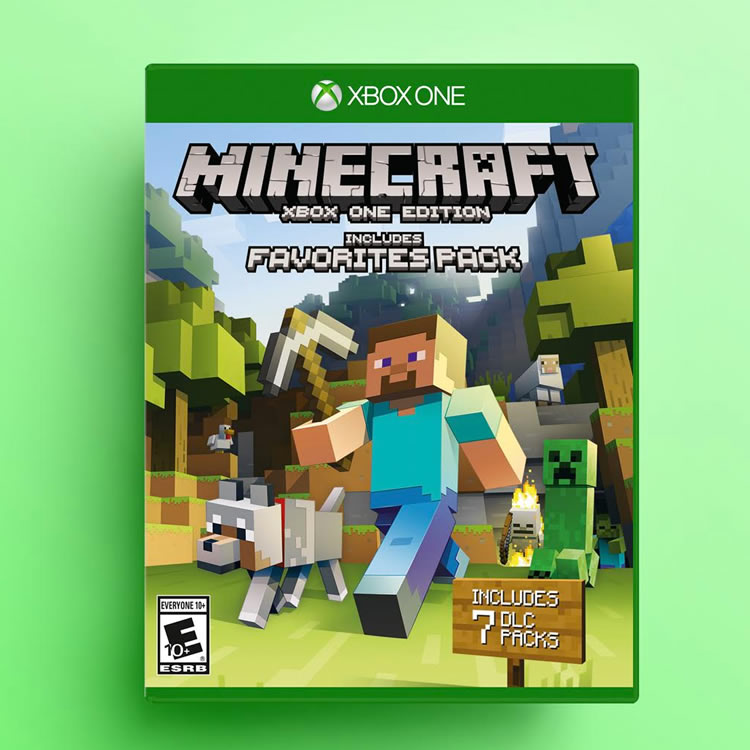 XBOX ONE
MINECRAFT
XBOX ONE EDITION
INCLUDES
FAVORITES PACK
INCLUDES
7 DLC
PACKS
EVERYONE 10+
E
10+
®
ESRB